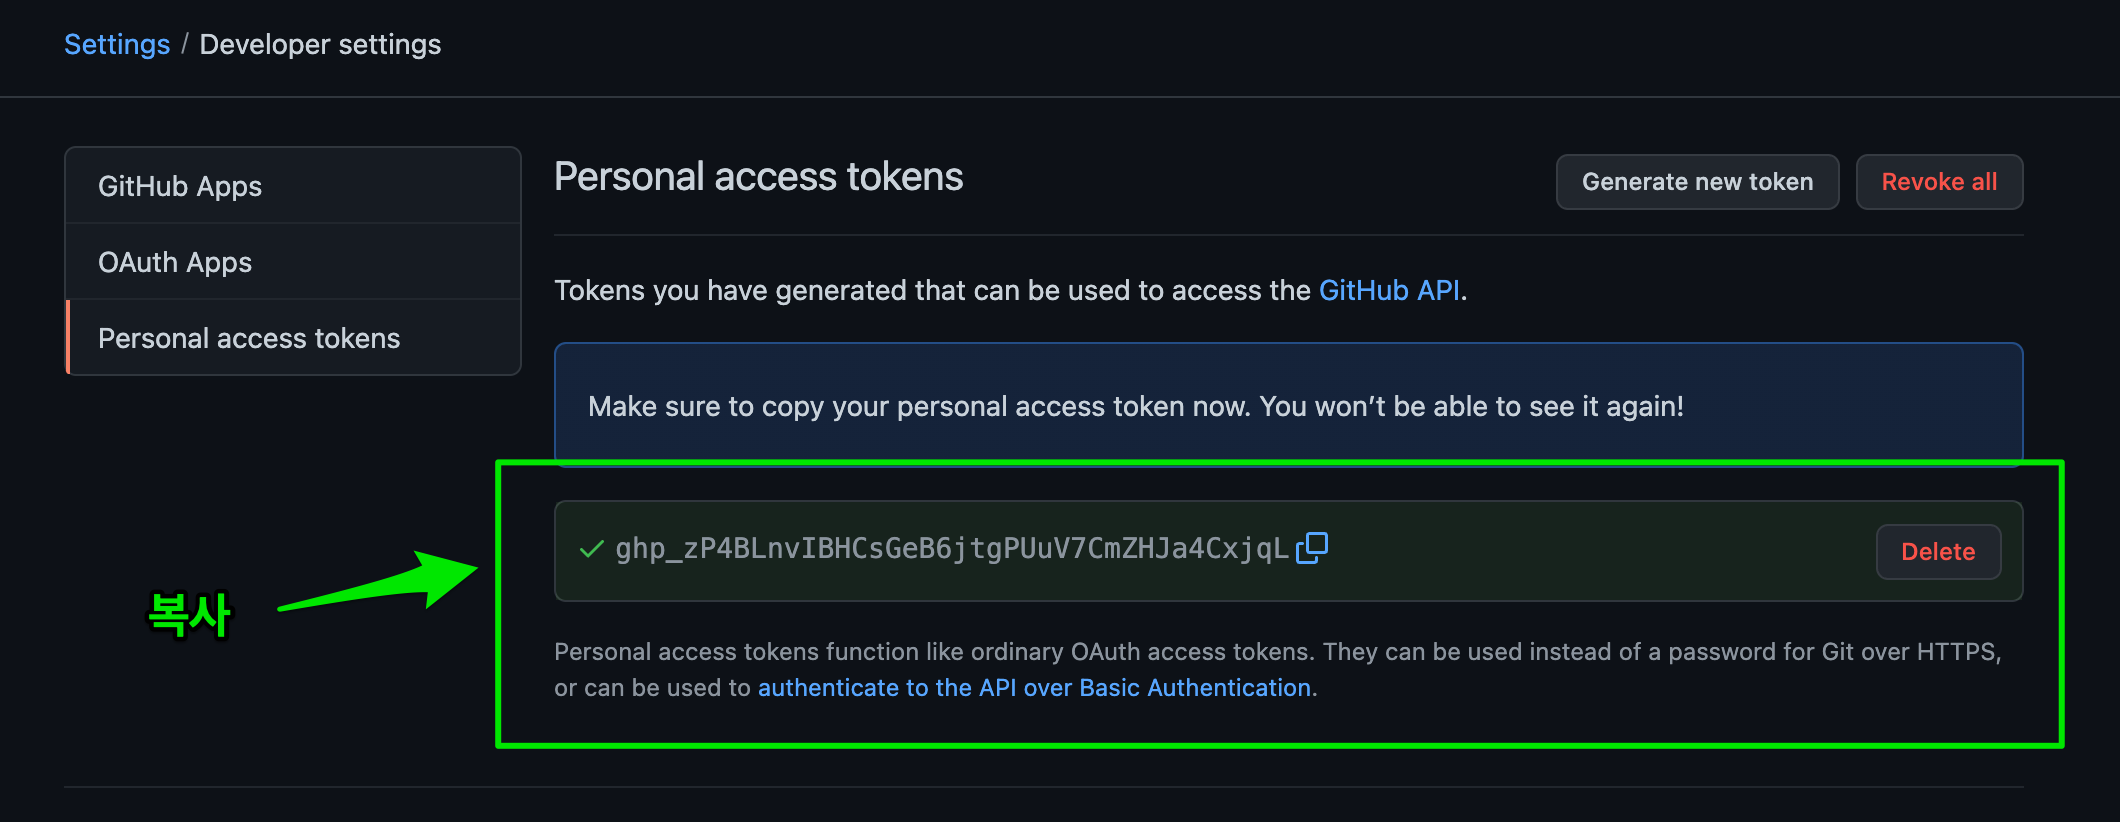 Settings / Developer settings
GitHub Apps
OAuth Apps
Personal access tokens
Personal access tokens
Generate new token
Revoke all
Tokens you have generated that can be used to access the GitHub API.
Make sure to copy your personal access token now. You won’t be able to see it again!
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
Delete
복사
Personal access tokens function like ordinary OAuth access tokens. They can be used instead of a password for Git over HTTPS,
or can be used to authenticate to the API over Basic Authentication.